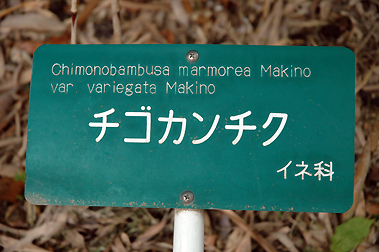 Chimonobambusa marmorea Makino
var. variegata Makino
チゴカンチク
イネ科